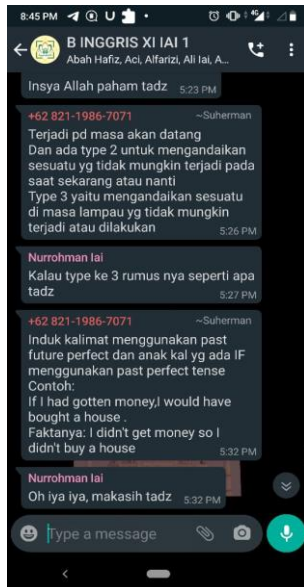 8:45 PM
4G
B INGGRIS XI IAI 1
Abah Hafiz, Aci, Alfarizi, Ali Iai, A...
Insya Allah paham tadz 5:23 PM
+62 821-1986-7071 ~Suherman
Terjadi pd masa akan datang
Dan ada type 2 untuk mengandaikan
sesuatu yg tidak mungkin terjadi pada
saat sekarang atau nanti
Type 3 yaitu mengandaikan sesuatu
di masa lampau yg tidak mungkin
terjadi atau dilakukan 5:26 PM
Nurrohman Iai
Kalau type ke 3 rumus nya seperti apa
tadz 5:27 PM
+62 821-1986-7071 ~Suherman
Induk kalimat menggunakan past
future perfect dan anak kal yg ada IF
menggunakan past perfect tense
Contoh:
If I had gotten money,I would have
bought a house .
Faktanya: I didn't get money so I
didn't buy a house 5:32 PM
Nurrohman Iai
Oh iya iya, makasih tadz 5:32 PM
Type a message